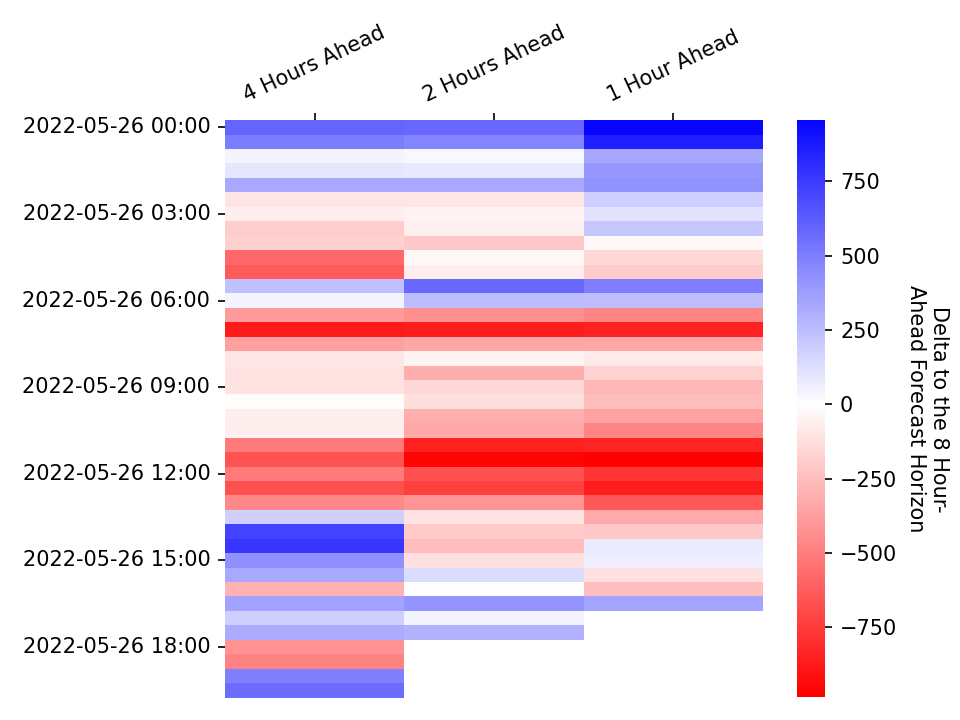 4 Hours Ahead
2 Hours Ahead
1 Hour Ahead
2022-05-26 00:00
2022-05-26 03:00
2022-05-26 06:00
2022-05-26 09:00
2022-05-26 12:00
2022-05-26 15:00
2022-05-26 18:00
750
500
250
0
−250
−500
−750
Delta to the 8 Hour-
Ahead Forecast Horizon